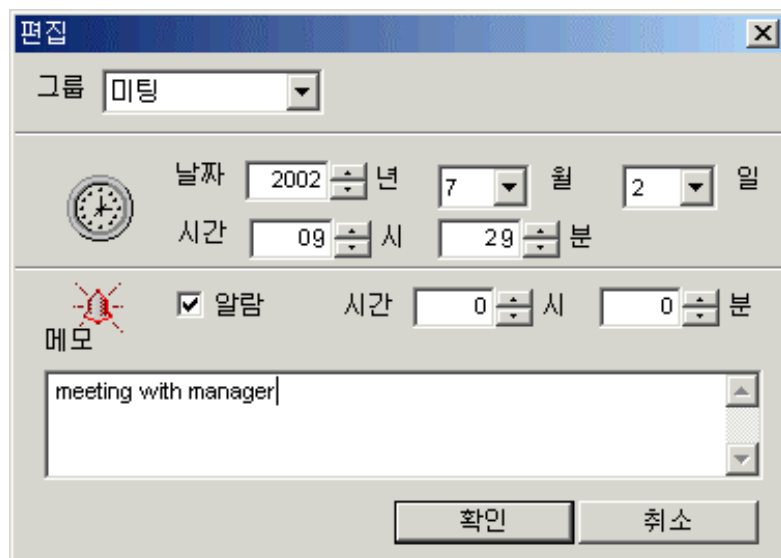 편집
그룹 미팅
날짜 2002 년 7 월 2 일
시간 09 시 29 분
알람 시간 0 시 0 분
메모
meeting with manager
확인 취소